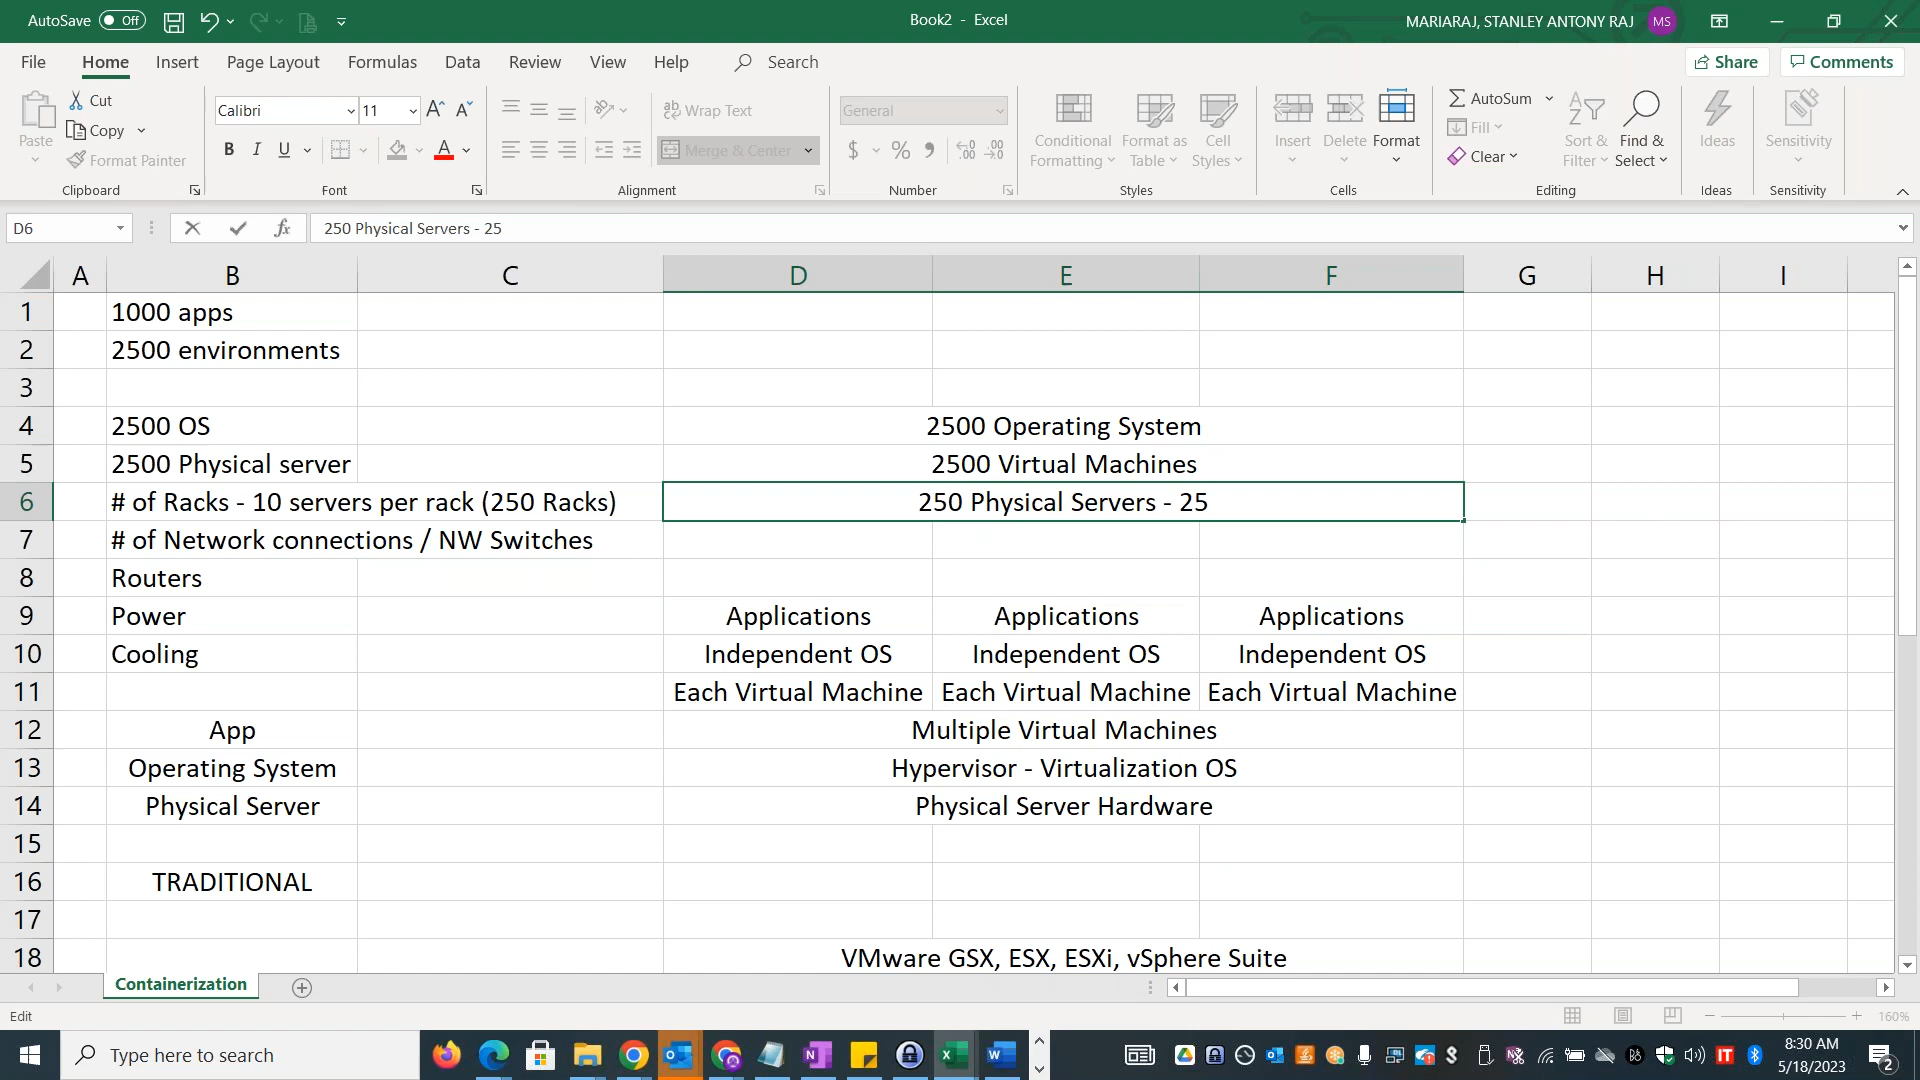 AutoSave Off
Book2 - Excel
MARIARAJ, STANLEY ANTONY RAJ MS
File Home Insert Page Layout Formulas Data Review View Help Search Share Comments
Paste
Cut
Copy
Format Painter
Clipboard
Calibri 11
B I U
Font
Wrap Text
Merge & Center
Alignment
General
Number
Conditional Formatting
Format as Table
Cell Styles
Styles
Insert Delete Format
Cells
AutoSum
Fill
Clear
Sort & Filter
Find & Select
Editing
Ideas
Ideas
Sensitivity
Sensitivity
D6 fx 250 Physical Servers - 25
A B C D E F G H I
1 1000 apps
2 2500 environments
3
4 2500 OS 2500 Operating System
5 2500 Physical server 2500 Virtual Machines
6 # of Racks - 10 servers per rack (250 Racks) 250 Physical Servers - 25
7 # of Network connections / NW Switches
8 Routers
9 Power Applications Applications Applications
10 Cooling Independent OS Independent OS Independent OS
11 Each Virtual Machine Each Virtual Machine Each Virtual Machine
12 App Multiple Virtual Machines
13 Operating System Hypervisor - Virtualization OS
14 Physical Server Physical Server Hardware
15
16 TRADITIONAL
17
18 VMware GSX, ESX, ESXi, vSphere Suite
Containerization
Edit
160%
Type here to search
8:30 AM
5/18/2023
2